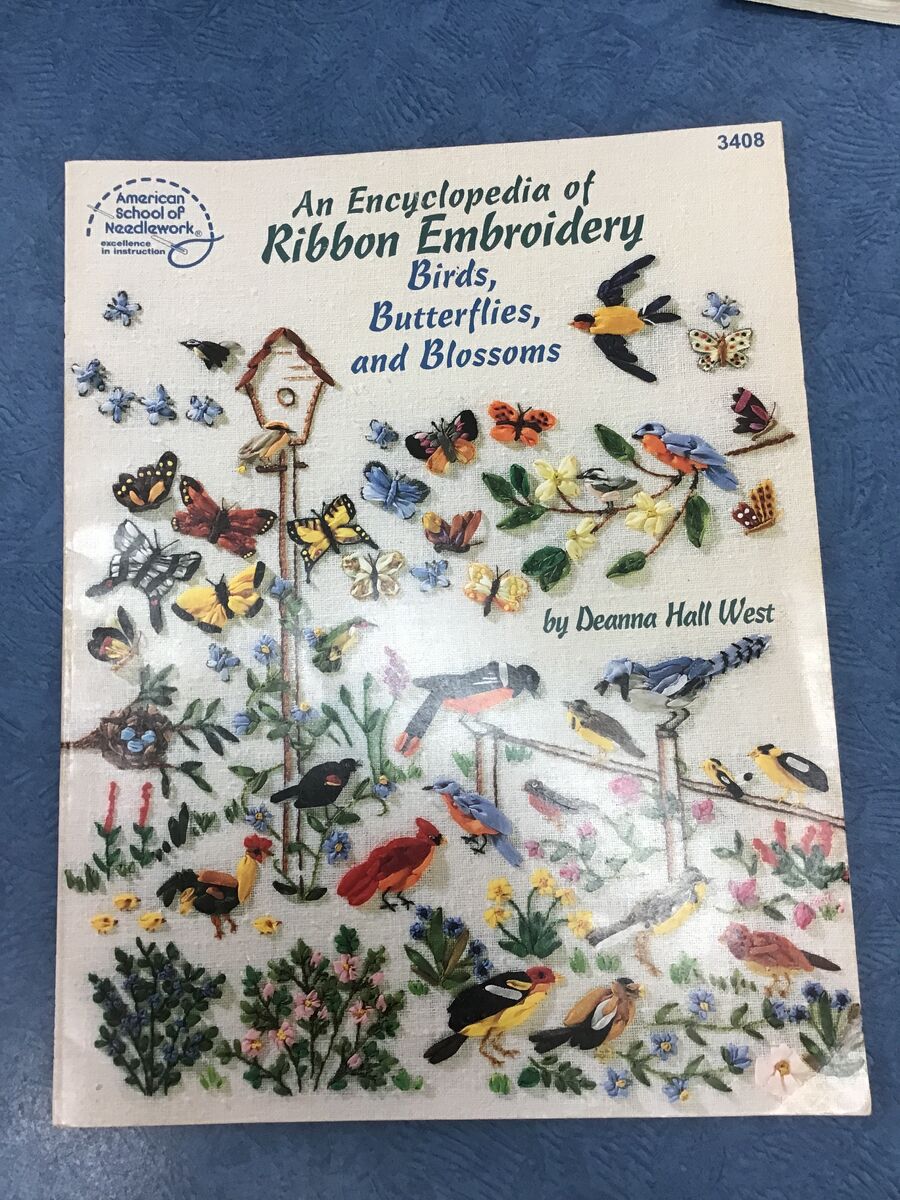 3408
American
School of
Needlework®
excellence
in instruction
An Encyclopedia of
Ribbon Embroidery
Birds,
Butterflies,
and Blossoms
by Deanna Hall West